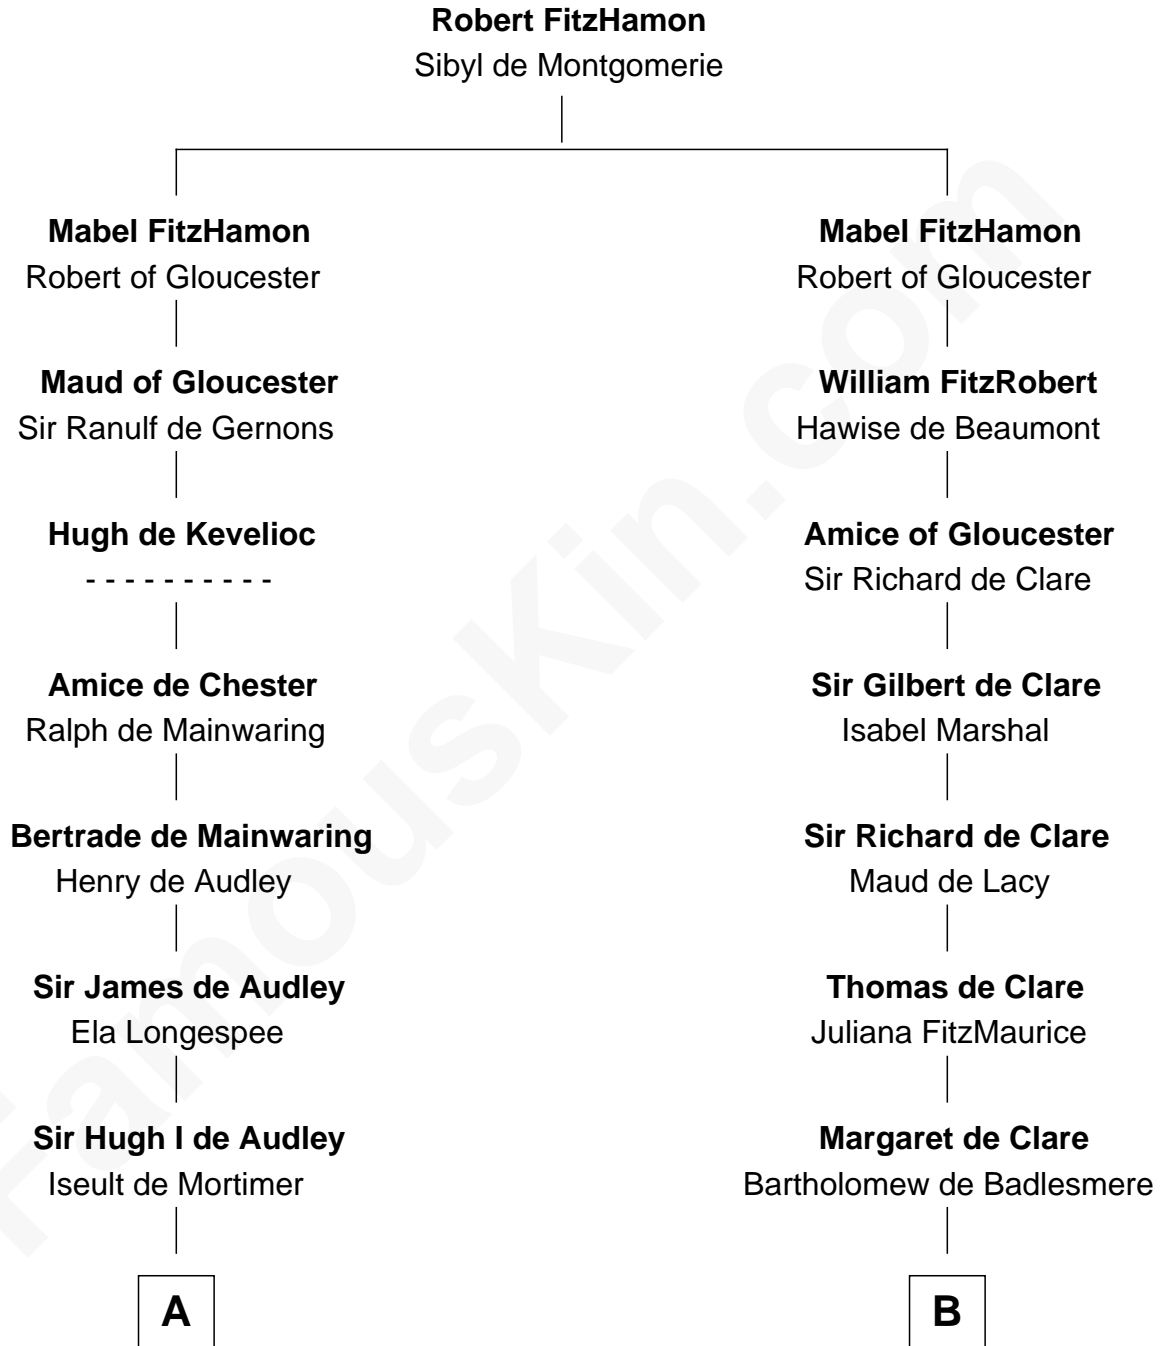 Robert FitzHamon
Sibyl de Montgomerie
Mabel FitzHamon
Robert of Gloucester
Maud of Gloucester
Sir Ranulf de Gernons
Hugh de Kevelioc
- - - - - - - - - -
Amice de Chester
Ralph de Mainwaring
Bertrade de Mainwaring
Henry de Audley
Sir James de Audley
Ela Longespee
Sir Hugh I de Audley
Iseult de Mortimer
A
Mabel FitzHamon
Robert of Gloucester
William FitzRobert
Hawise de Beaumont
Amice of Gloucester
Sir Richard de Clare
Sir Gilbert de Clare
Isabel Marshal
Sir Richard de Clare
Maud de Lacy
Thomas de Clare
Juliana FitzMaurice
Margaret de Clare
Bartholomew de Badlesmere
B
FamousKin.com